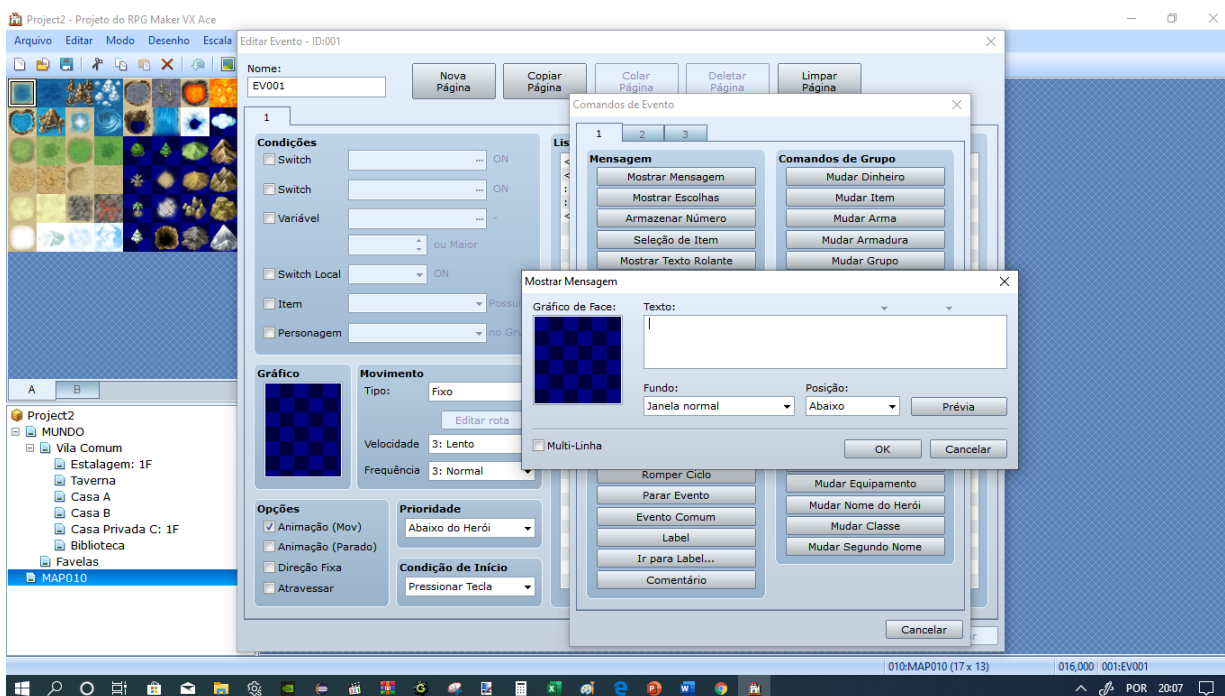 Project2 - Projeto do RPG Maker VX Ace
Arquivo Editar Modo Desenho Escala
Editar Evento - ID:001
Nome:
EV001
Nova Página
Copiar Página
Colar Página
Deletar Página
Limpar Página
1
Condições
Switch ... ON
Switch ... ON
Variável ... -
ou Maior
Switch Local ON
Item
Personagem
Gráfico
Movimento
Tipo: Fixo
Editar rota
Velocidade 3: Lento
Frequência 3: Normal
Opções
Animação (Mov)
Animação (Parado)
Direção Fixa
Atravessar
Prioridade
Abaixo do Herói
Condição de Início
Pressionar Tecla
Comandos de Evento
1 2 3
Mensagem
Mostrar Mensagem
Mostrar Escolhas
Armazenar Número
Seleção de Item
Mostrar Texto Rolante
Comandos de Grupo
Mudar Dinheiro
Mudar Item
Mudar Arma
Mudar Armadura
Mudar Grupo
Mostrar Mensagem
Gráfico de Face:
Texto:
Fundo:
Janela normal
Posição:
Abaixo
Prévia
Multi-Linha
OK
Cancelar
Romper Ciclo
Parar Evento
Evento Comum
Label
Ir para Label...
Comentário
Mudar Equipamento
Mudar Nome do Herói
Mudar Classe
Mudar Segundo Nome
Cancelar
A B
Project2
MUNDO
Vila Comum
Estalagem: 1F
Taverna
Casa A
Casa B
Casa Privada C: 1F
Biblioteca
Favelas
MAP010
010:MAP010 (17 x 13)
016,000 001:EV001
POR 20:07